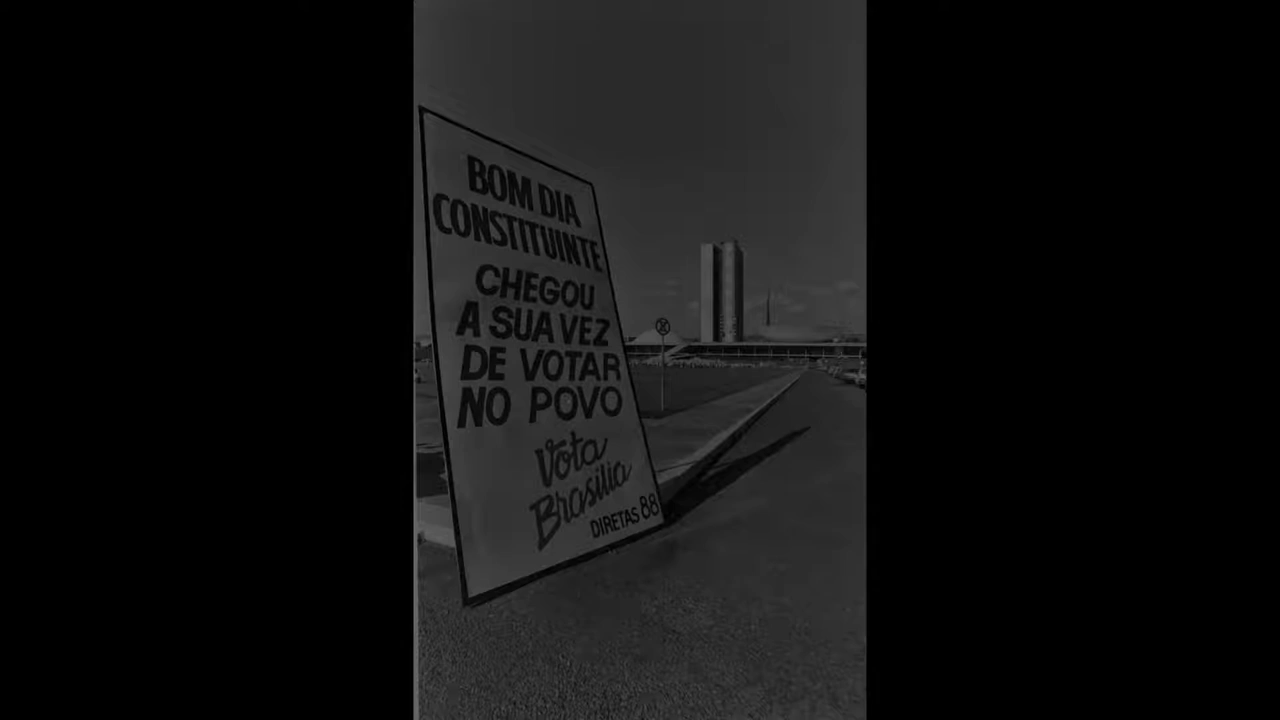 BOM DIA
CONSTITUINTE
CHEGOU
A SUA VEZ
DE VOTAR
NO POVO
Vota
Brasília
DIRETAS 88